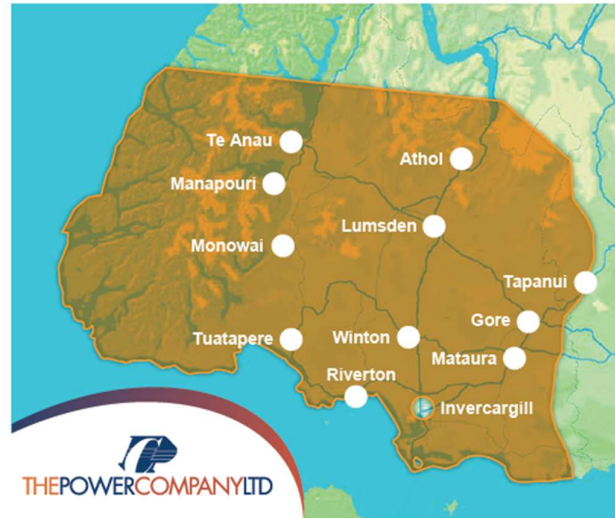 Te Anau
Athol
Manapouri
Lumsden
Monowai
Tapanui
Gore
Tuatapere
Winton
Mataura
Riverton
Invercargill
THEPOWERCOMPANYLTD